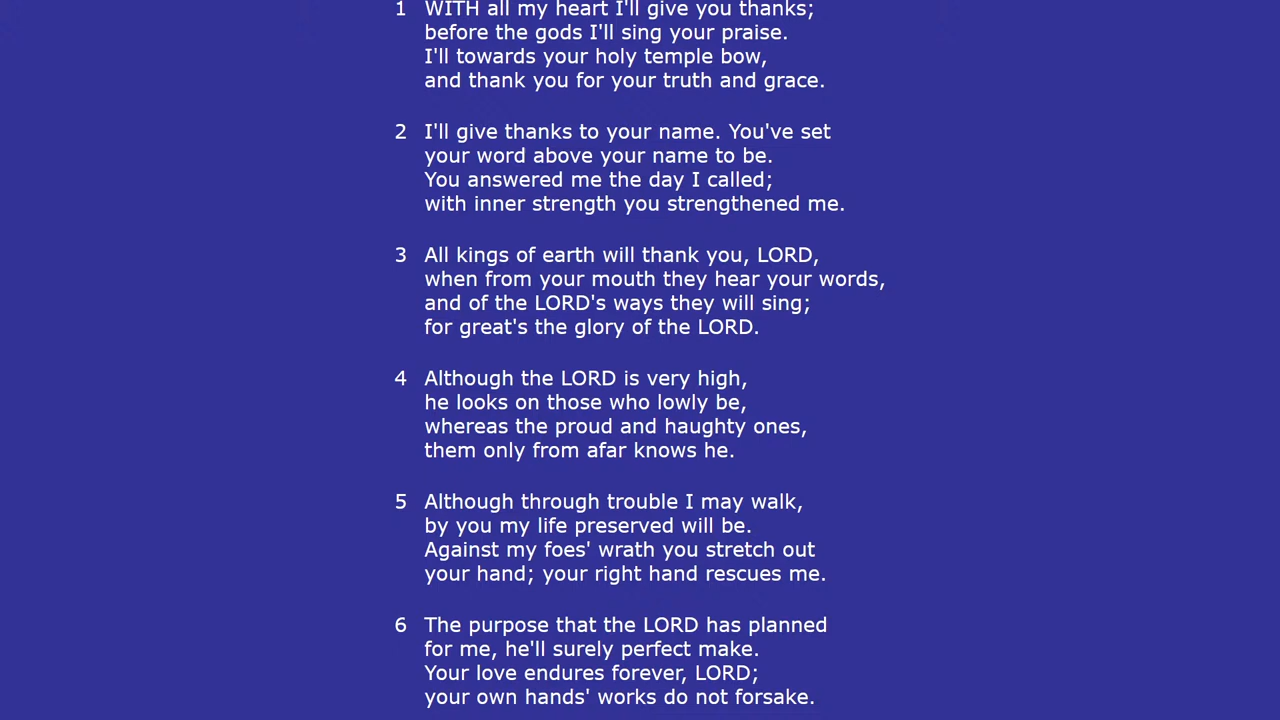 1 WITH all my heart I'll give you thanks;
before the gods I'll sing your praise.
I'll towards your holy temple bow,
and thank you for your truth and grace.
2 I'll give thanks to your name. You've set
your word above your name to be.
You answered me the day I called;
with inner strength you strengthened me.
3 All kings of earth will thank you, LORD,
when from your mouth they hear your words,
and of the LORD's ways they will sing;
for great's the glory of the LORD.
4 Although the LORD is very high,
he looks on those who lowly be,
whereas the proud and haughty ones,
them only from afar knows he.
5 Although through trouble I may walk,
by you my life preserved will be.
Against my foes' wrath you stretch out
your hand; your right hand rescues me.
6 The purpose that the LORD has planned
for me, he'll surely perfect make.
Your love endures forever, LORD;
your own hands' works do not forsake.